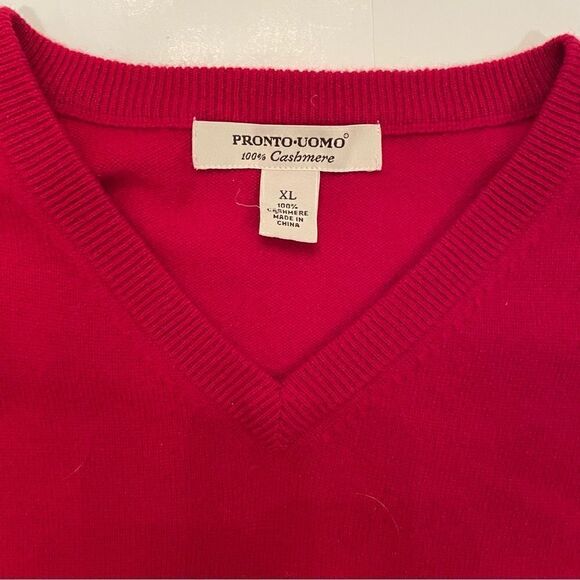 PRONTO·UOMO°
100% Cashmere
XL
100%
CASHMERE
MADE IN
CHINA